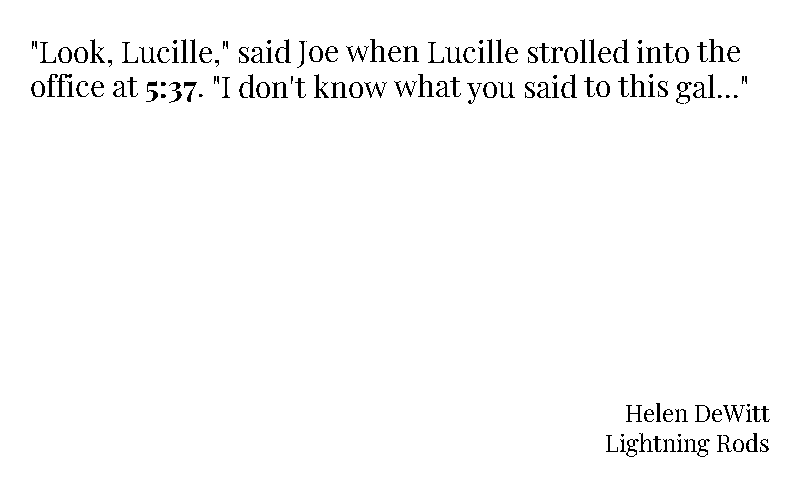 "Look, Lucille," said Joe when Lucille strolled into the
office at 5:37. "I don't know what you said to this gal..."
Helen DeWitt
Lightning Rods